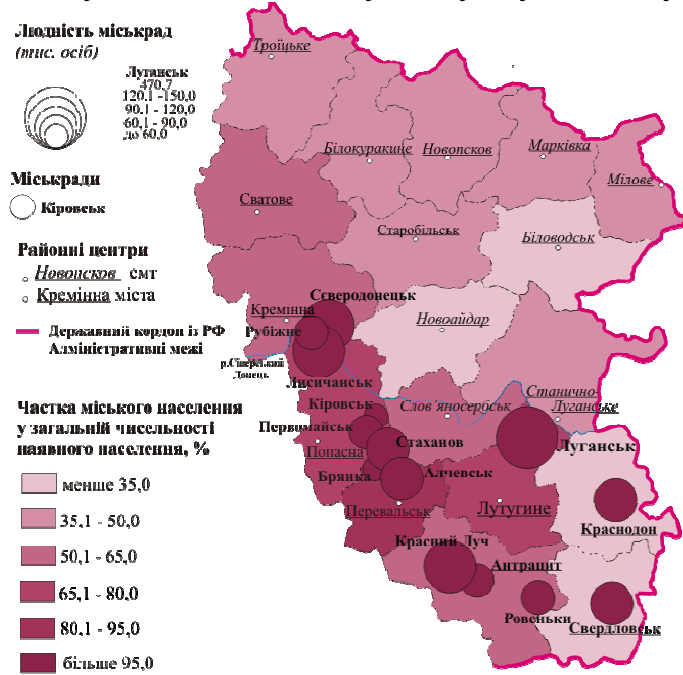 Людність міськрад
(тис. осіб)
Луганськ
470,7
120,1 -150,0
90,1 - 120,0
60,1 - 90,0
до 60,0
Міськради
Кіровськ
Районні центри
Новопсков смт
Кремінна міста
Державний кордон із РФ
Адміністративні межі
Частка міського населення
у загальній чисельності
наявного населення, %
менше 35,0
35,1 - 50,0
50,1 - 65,0
65,1 - 80,0
80,1 - 95,0
більше 95,0
Троїцьке
Білокуракине
Новопсков
Марківка
Мілове
Сватове
Старобільськ
Біловодськ
Сєверодонецьк
Кремінна
Рубіжне
Новоайдар
р.Сіверський
Донець
Лисичанськ
Станично-
Луганське
Кіровськ
Слов'яносербськ
Первомайськ
Стаханов
Луганськ
Попасна
Брянка
Алчевськ
Перевальськ
Лутугине
Краснодон
Красний Луч
Антрацит
Ровеньки
Свердловськ